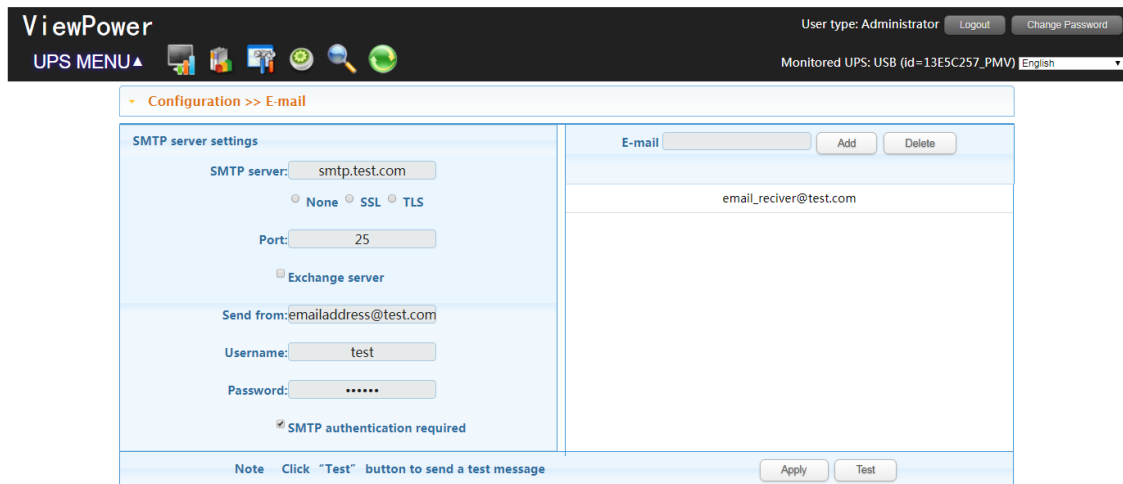 ViewPower
User type: Administrator Logout Change Password
UPS MENU▲
Monitored UPS: USB (id=13E5C257_PMV) English
Configuration >> E-mail
SMTP server settings
E-mail Add Delete
SMTP server: smtp.test.com
email_reciver@test.com
None SSL TLS
Port: 25
Exchange server
Send from: emailaddress@test.com
Username: test
Password: ••••••
SMTP authentication required
Note Click “Test” button to send a test message
Apply Test